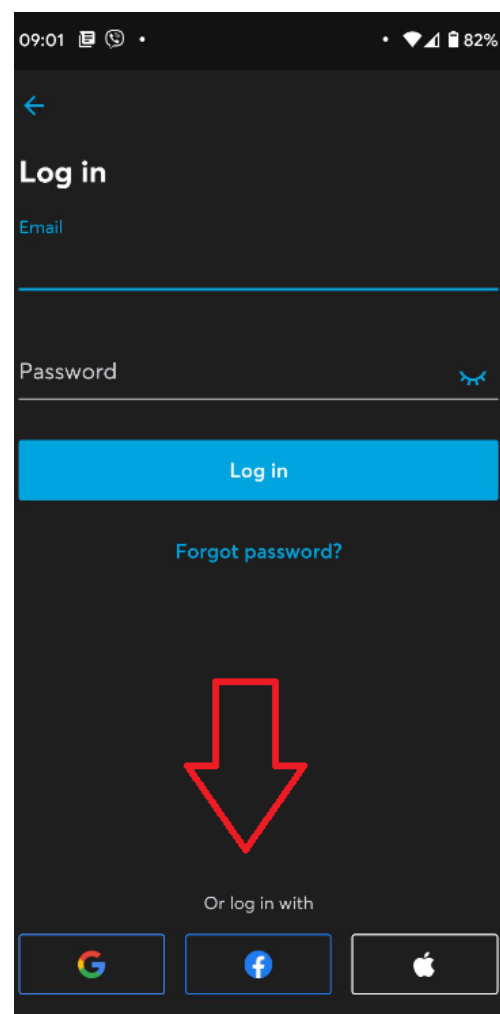 09:01
82%
Log in
Email
Password
Log in
Forgot password?
Or log in with